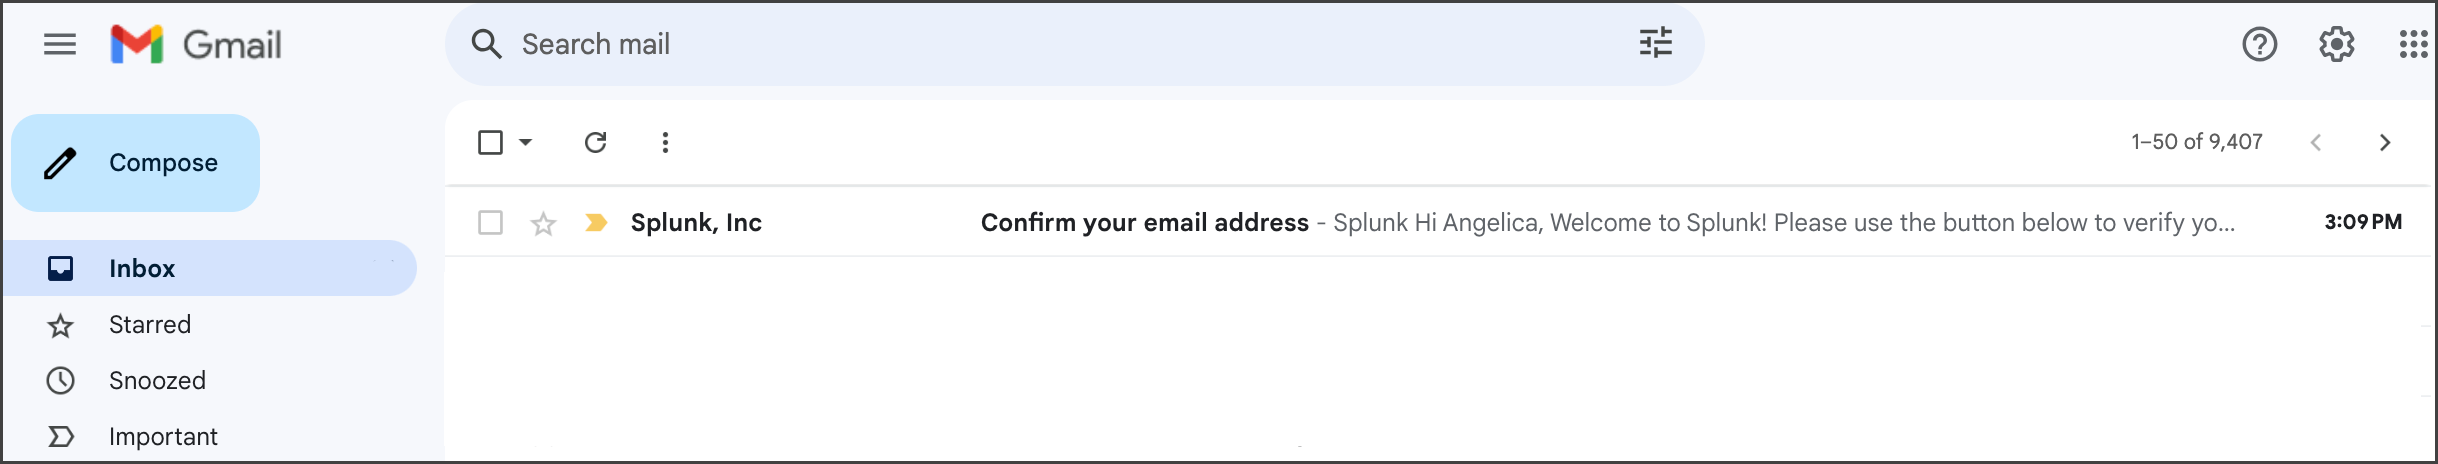 Gmail
Search mail
Compose
1–50 of 9,407
Splunk, Inc Confirm your email address - Splunk Hi Angelica, Welcome to Splunk! Please use the button below to verify yo... 3:09 PM
Inbox
Starred
Snoozed
Important